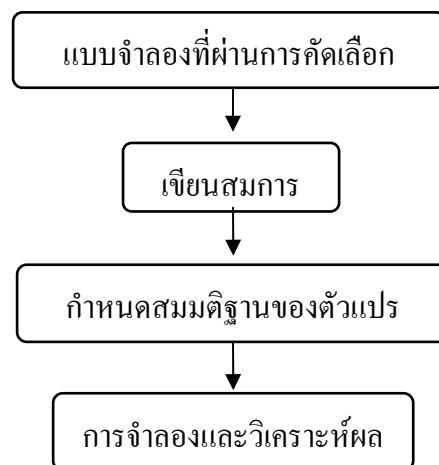 แบบจำลองที่ผ่านการคัดเลือก
เขียนสมการ
กำหนดสมมติฐานของตัวแปร
การจำลองและวิเคราะห์ผล